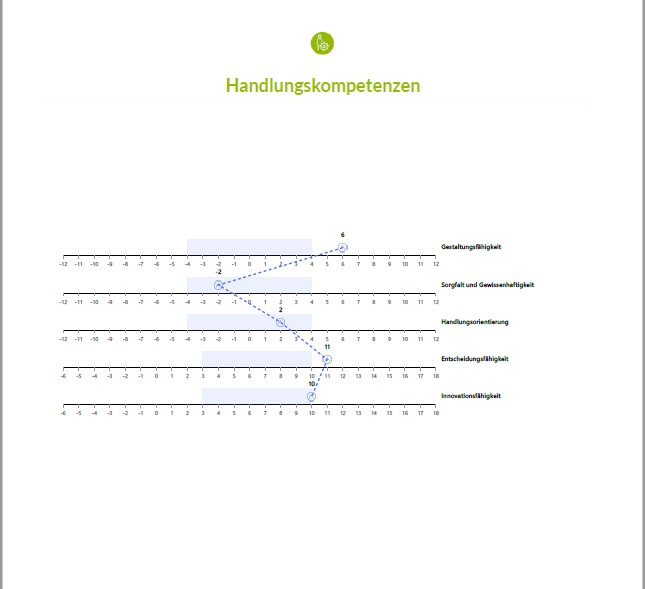 Handlungskompetenzen
6
Gestaltungsfähigkeit
-12 -11 -10 -9 -8 -7 -6 -5 -4 -3 -2 -1 0 1 2 3 4 5 6 7 8 9 10 11 12
-2
Sorgfalt und Gewissenhaftigkeit
-12 -11 -10 -9 -8 -7 -6 -5 -4 -3 -2 -1 0 1 2 3 4 5 6 7 8 9 10 11 12
2
Handlungsorientierung
-12 -11 -10 -9 -8 -7 -6 -5 -4 -3 -2 -1 0 1 2 3 4 5 6 7 8 9 10 11 12
11
Entscheidungsfähigkeit
-6 -5 -4 -3 -2 -1 0 1 2 3 4 5 6 7 8 9 10 11 12 13 14 15 16 17 18
10
Innovationsfähigkeit
-6 -5 -4 -3 -2 -1 0 1 2 3 4 5 6 7 8 9 10 11 12 13 14 15 16 17 18